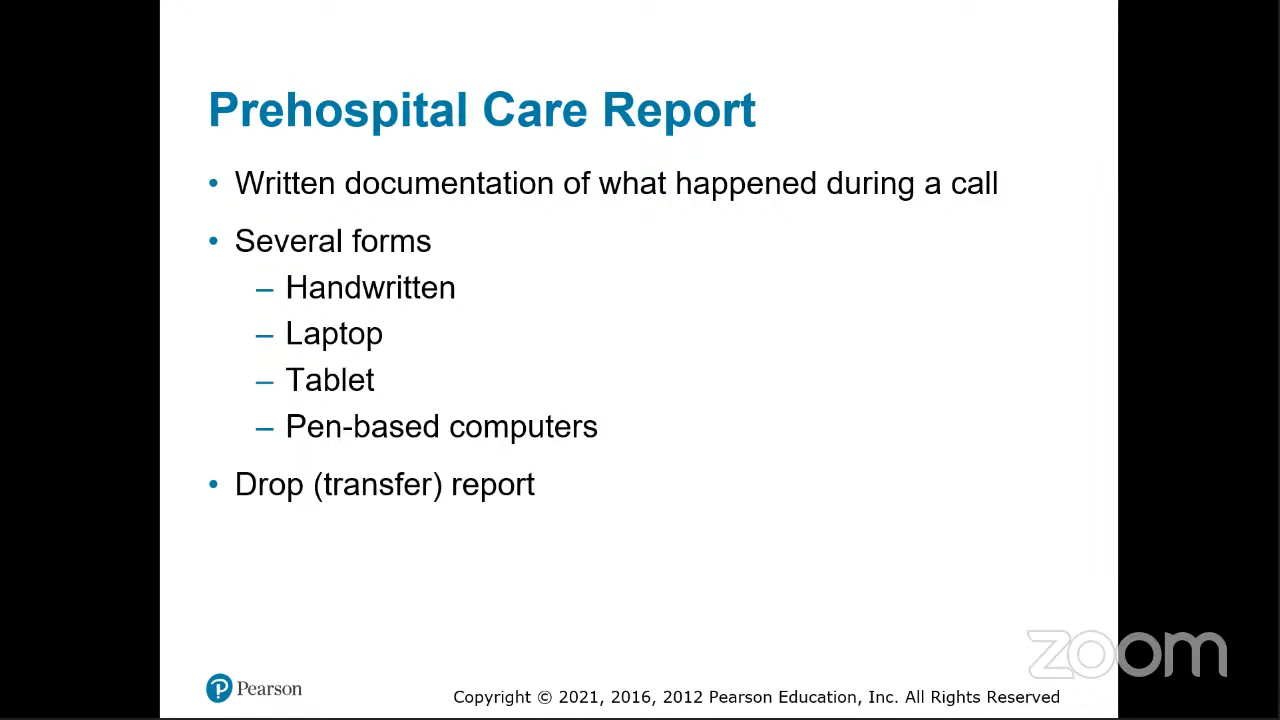 Prehospital Care Report
• Written documentation of what happened during a call
• Several forms
– Handwritten
– Laptop
– Tablet
– Pen-based computers
• Drop (transfer) report
zoom
Pearson
Copyright © 2021, 2016, 2012 Pearson Education, Inc. All Rights Reserved